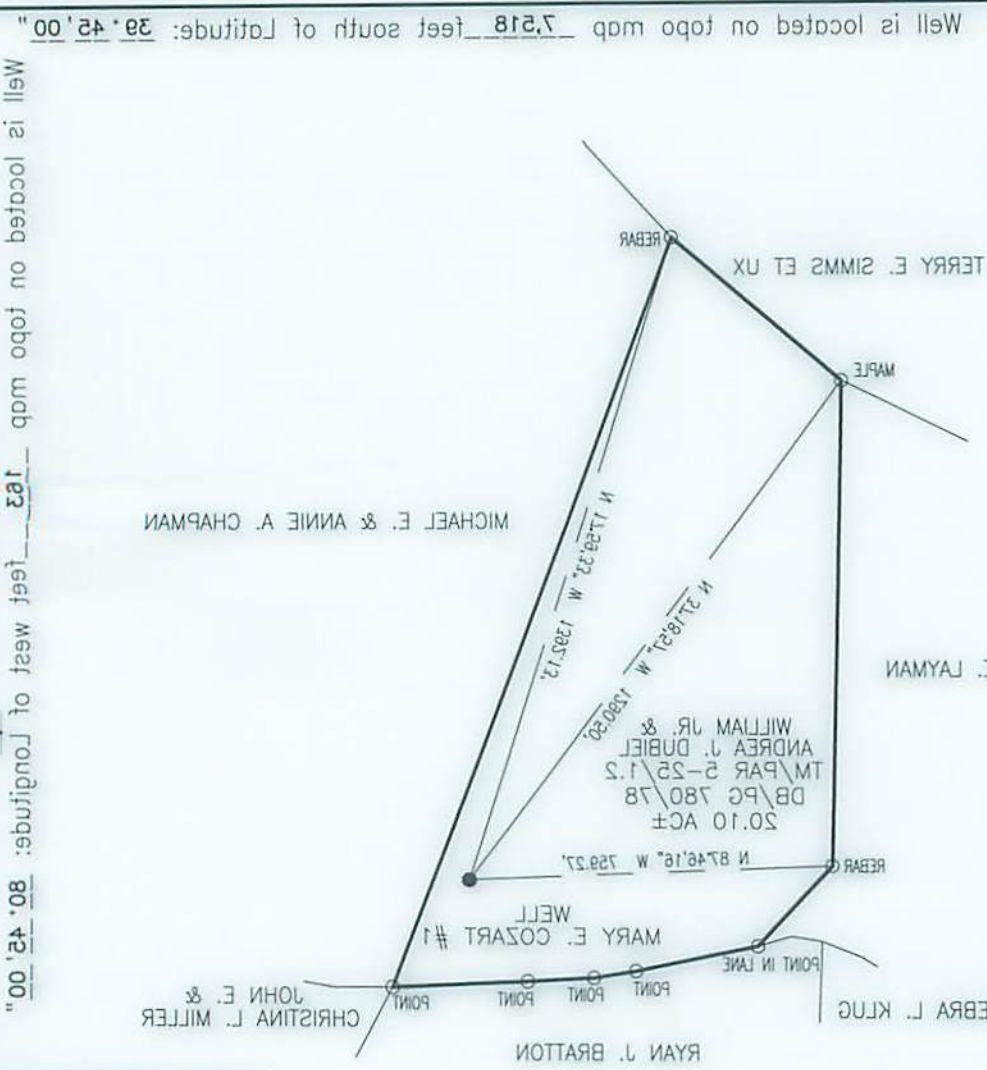 Well is located on topo map 7,518 feet south of Latitude: 39° 45' 00"
Well is located on topo map 163 feet west of Longitude: 80° 45' 00"
REBAR
TERRY E. SIMMS ET UX
MAPLE
MICHAEL E. & ANNIE A. CHAPMAN
N 17°59'33" W 1392.13'
N 37°18'57" W 1290.50'
E. LAYMAN
WILLIAM JR. &
ANDREA J. DUBIEL
TM/PAR 5-25/1.2
DB/PG 780/78
20.10 AC±
N 87°46'16" W 759.27'
REBAR
WELL
MARY E. COZART #1
POINT IN LANE
POINT
POINT
POINT
POINT
JOHN E. &
CHRISTINA L. MILLER
EBRA L. KLUG
RYAN J. BRATTON